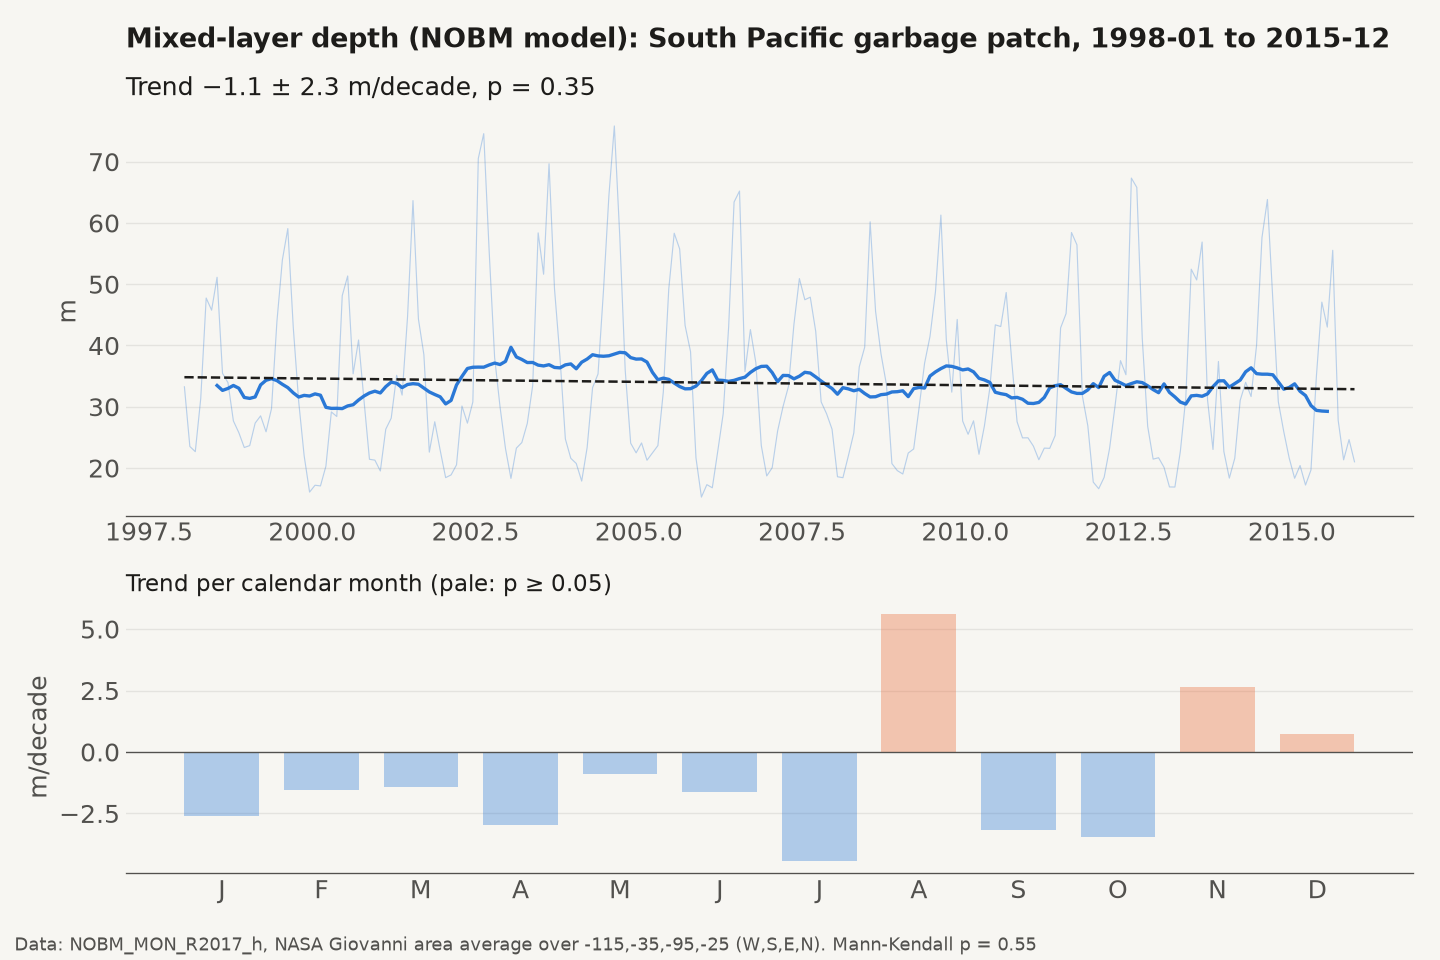 Mixed-layer depth (NOBM model): South Pacific garbage patch, 1998-01 to 2015-12
Trend −1.1 ± 2.3 m/decade, p = 0.35
m
70
60
50
40
30
20
1997.5 2000.0 2002.5 2005.0 2007.5 2010.0 2012.5 2015.0
Trend per calendar month (pale: p ≥ 0.05)
m/decade
5.0
2.5
0.0
−2.5
J F M A M J J A S O N D
Data: NOBM_MON_R2017_h, NASA Giovanni area average over -115,-35,-95,-25 (W,S,E,N). Mann-Kendall p = 0.55